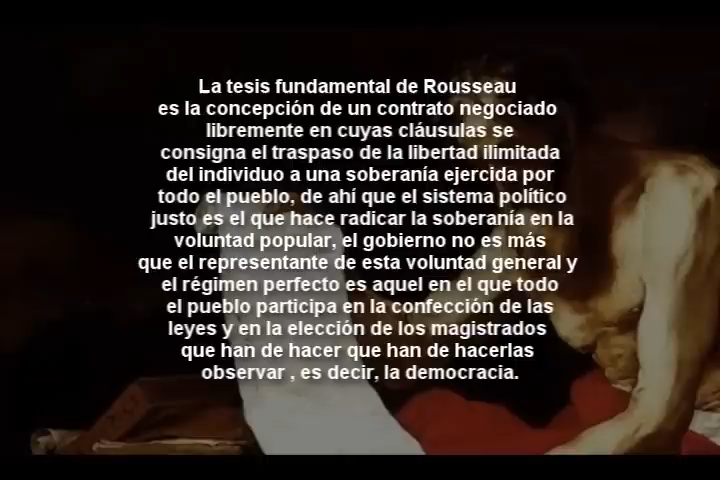 La tesis fundamental de Rousseau
es la concepción de un contrato negociado
libremente en cuyas cláusulas se
consigna el traspaso de la libertad ilimitada
del individuo a una soberanía ejercida por
todo el pueblo, de ahí que el sistema político
justo es el que hace radicar la soberanía en la
voluntad popular, el gobierno no es más
que el representante de esta voluntad general y
el régimen perfecto es aquel en el que todo
el pueblo participa en la confección de las
leyes y en la elección de los magistrados
que han de hacer que han de hacerlas
observar , es decir, la democracia.